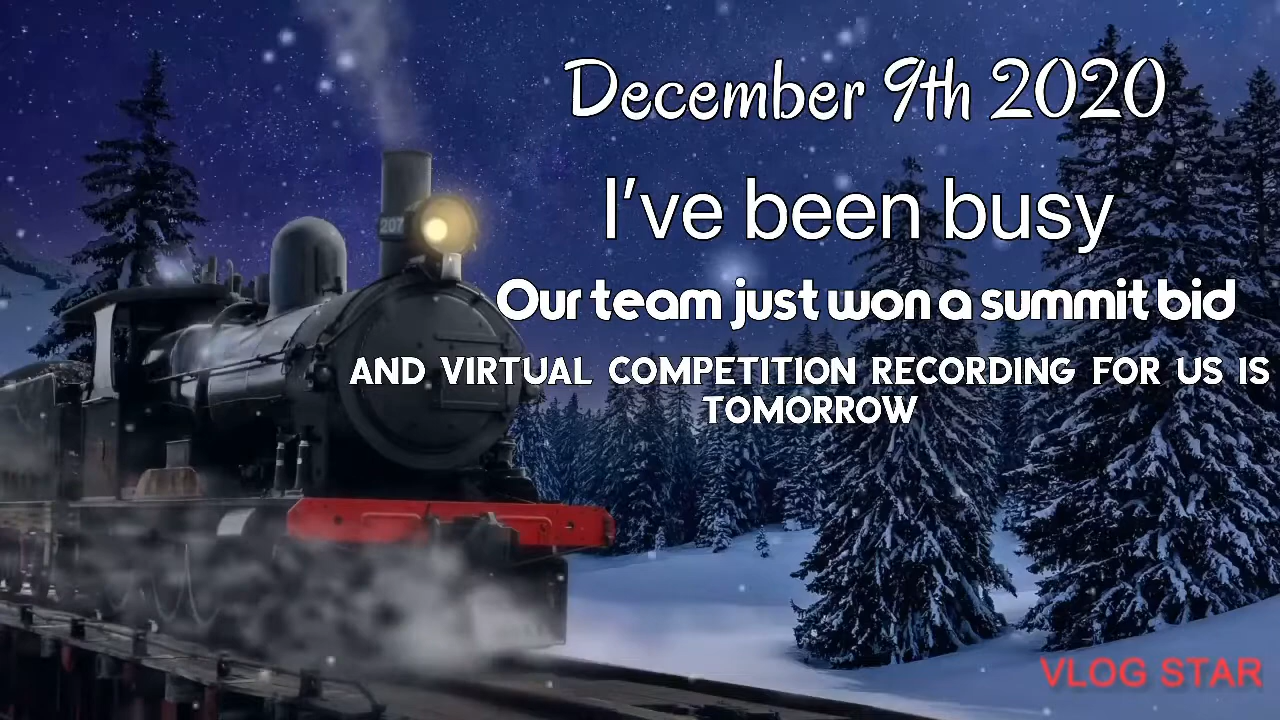 December 9th 2020
I've been busy
Our team just won a summit bid
AND VIRTUAL COMPETITION RECORDING FOR US IS
TOMORROW
207
VLOG STAR